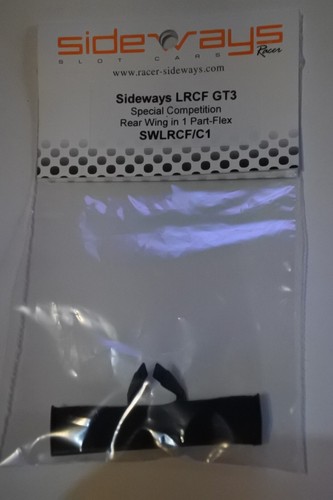 sideways
SLOT CARS Racer
www.racer-sideways.com
Sideways LRCF GT3
Special Competition
Rear Wing in 1 Part-Flex
SWLRCF/C1